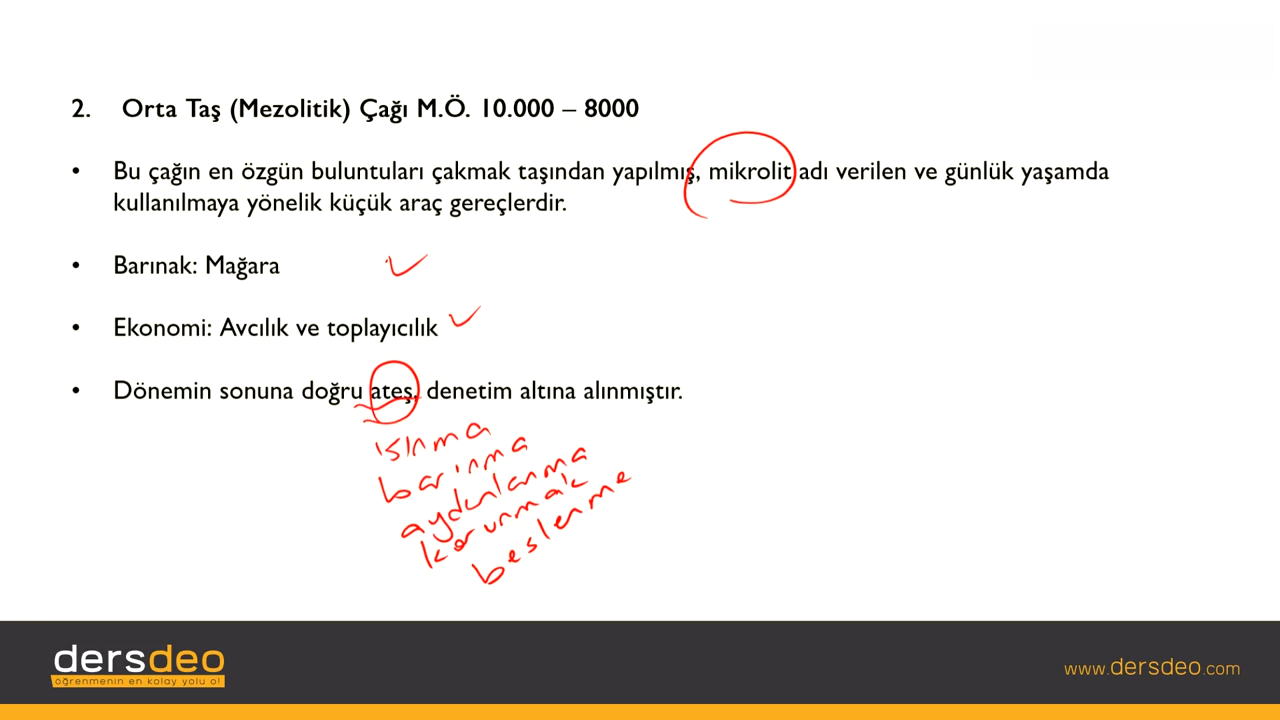 2. Orta Taş (Mezolitik) Çağı M.Ö. 10.000 – 8000
• Bu çağın en özgün buluntuları çakmak taşından yapılmış, mikrolit adı verilen ve günlük yaşamda
kullanılmaya yönelik küçük araç gereçlerdir.
• Barınak: Mağara
• Ekonomi: Avcılık ve toplayıcılık
• Dönemin sonuna doğru ateş, denetim altına alınmıştır.
ısınma
barınma
aydınlanma
korunmak
beslenme
dersdeo
öğrenmenin en kolay yolu o!
www.dersdeo.com